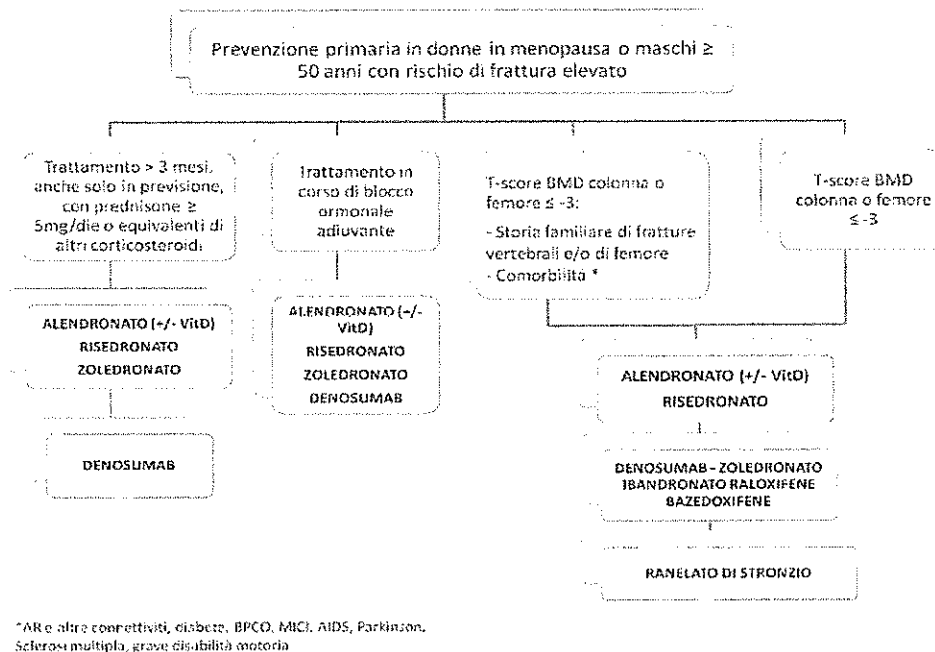 Prevenzione primaria in donne in menopausa o maschi ≥
50 anni con rischio di frattura elevato
Trattamento > 3 mesi,
anche solo in previsione,
con prednisone ≥
5mg/die o equivalenti di
altri corticosteroidi
Trattamento in
corso di blocco
ormonale
adiuvante
T-score BMD colonna o
femore ≤ -3:
- Storia familiare di fratture
vertebrali e/o di femore
- Comorbilità *
T-score BMD
colonna o femore
≤ -3
ALENDRONATO (+/- VitD)
RISEDRONATO
ZOLEDRONATO
DENOSUMAB
ALENDRONATO (+/-
VitD)
RISEDRONATO
ZOLEDRONATO
DENOSUMAB
ALENDRONATO (+/- VitD)
RISEDRONATO
DENOSUMAB - ZOLEDRONATO
IBANDRONATO RALOXIFENE
BAZEDOXIFENE
RANELATO DI STRONZIO
*AR e altre connettiviti, diabete, BPCO, MICI, AIDS, Parkinson,
Sclerosi multipla, grave disabilità motoria